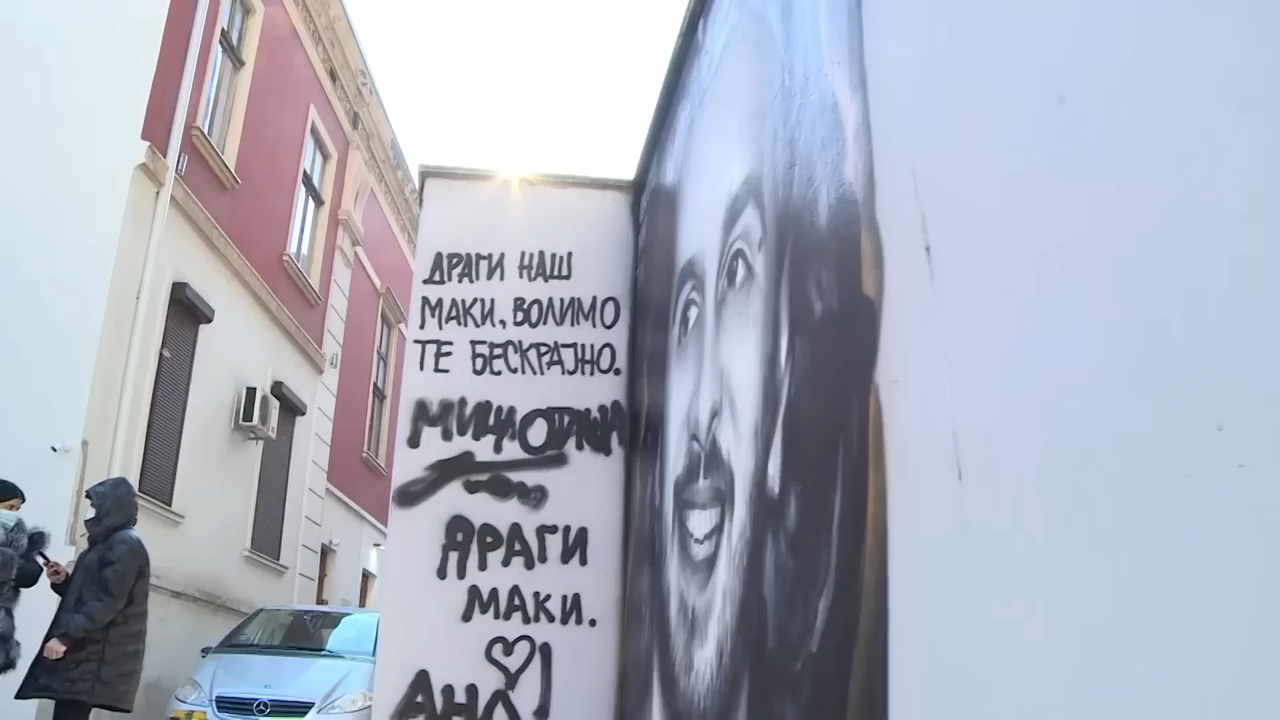 ДРАГИ НАШ
МАКИ, ВОЛИМО
ТЕ БЕСКРАЈНО.
ДРАГИ
МАКИ.